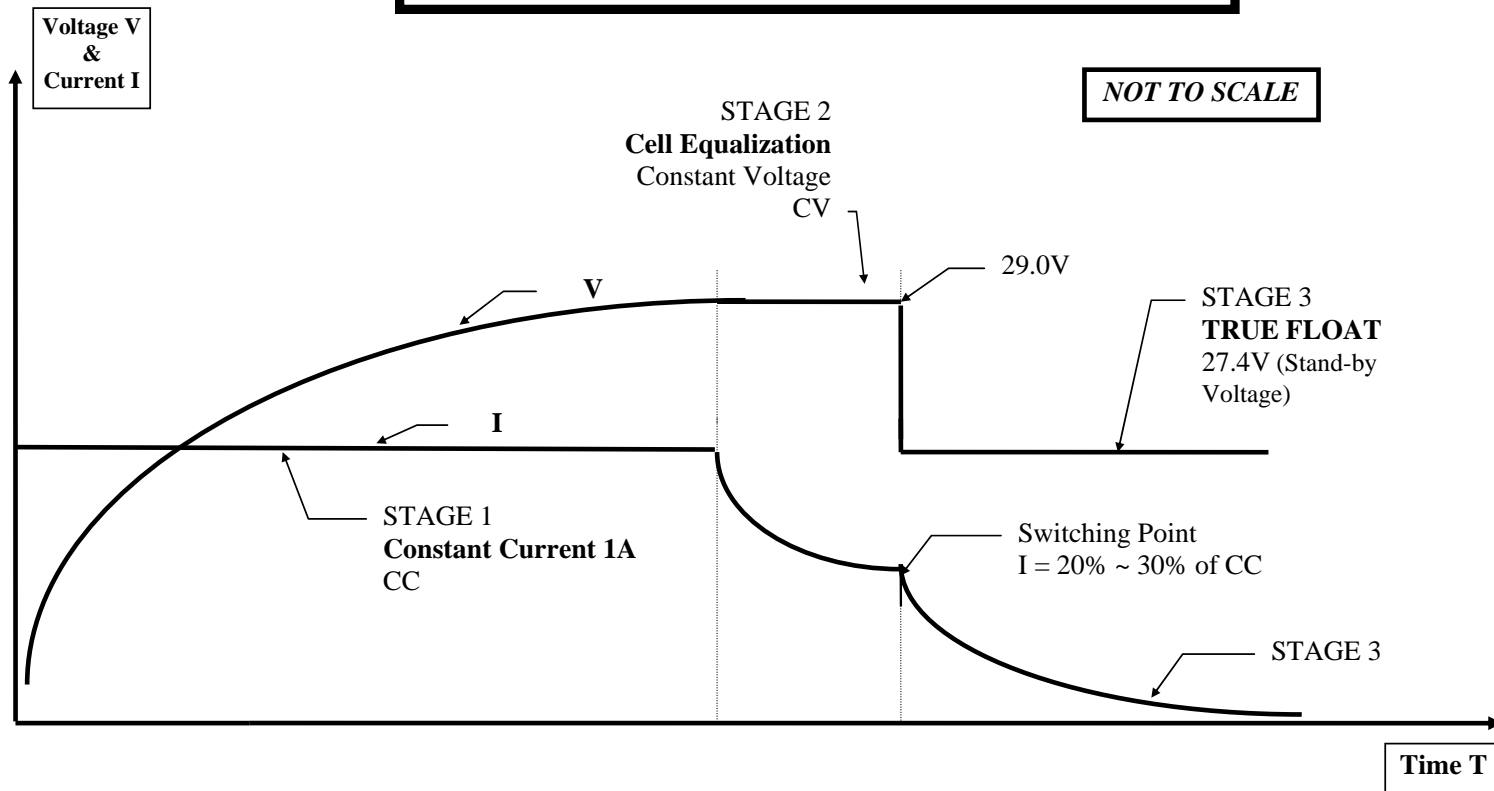 Voltage V
&
Current I
NOT TO SCALE
STAGE 2
Cell Equalization
Constant Voltage
CV
29.0V
V
STAGE 3
TRUE FLOAT
27.4V (Stand-by
Voltage)
I
STAGE 1
Constant Current 1A
CC
Switching Point
I = 20% ~ 30% of CC
STAGE 3
Time T